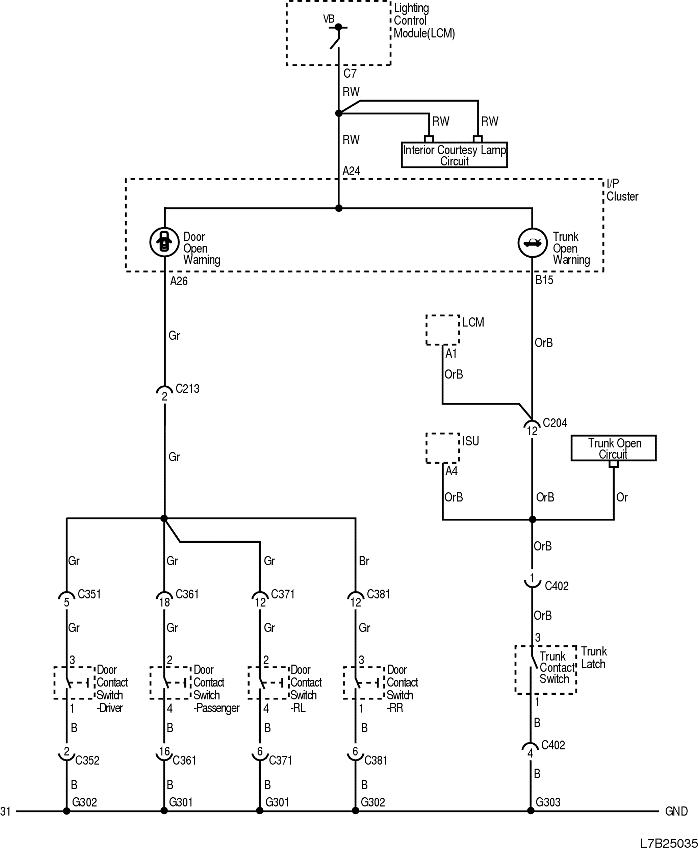 Lighting
Control
Module(LCM)
VB
C7
RW
RW
RW
RW
Interior Courtesy Lamp
Circuit
A24
I/P
Cluster
Door
Open
Warning
Trunk
Open
Warning
A26
B15
LCM
A1
OrB
OrB
Gr
C213
2
C204
12
ISU
A4
Trunk Open
Circuit
Gr
OrB
OrB
Or
Gr
Gr
Gr
Br
OrB
1
C402
5
C351
18
C361
12
C371
12
C381
Gr
Gr
Gr
Gr
OrB
3
2
2
3
3
Door
Contact
Switch
-Driver
Door
Contact
Switch
-Passenger
Door
Contact
Switch
-RL
Door
Contact
Switch
-RR
Trunk
Contact
Switch
Trunk
Latch
1
4
4
1
1
B
B
B
B
B
2
C352
16
C361
6
C371
6
C381
4
C402
B
B
B
B
B
G302
G301
G301
G302
G303
31
GND
L7B25035